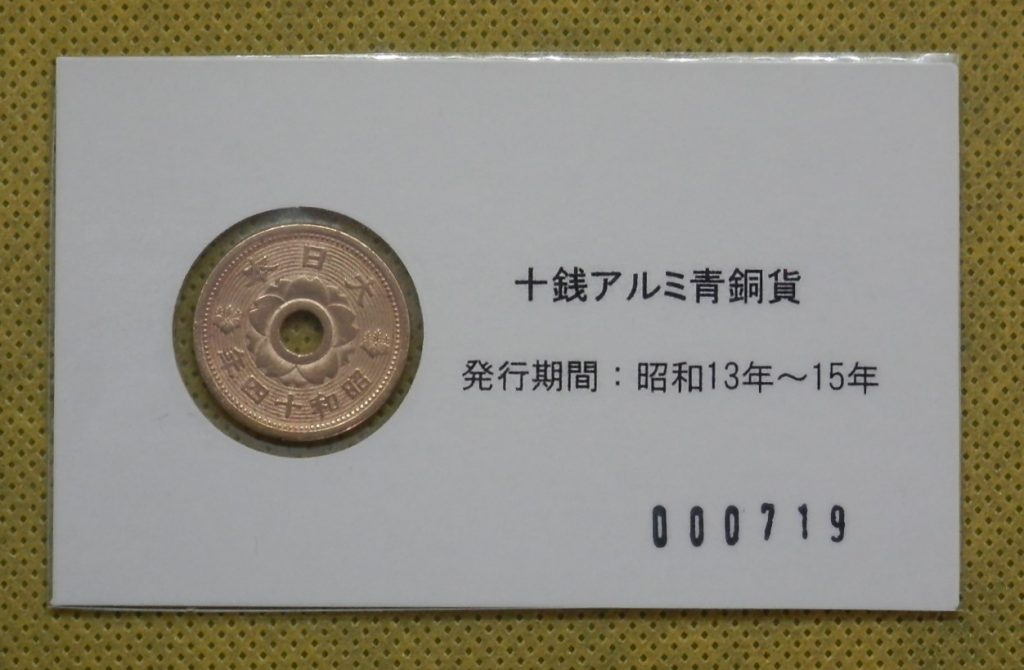 大日本
昭和十四年
十銭アルミ青銅貨
発行期間：昭和13年～15年
000719